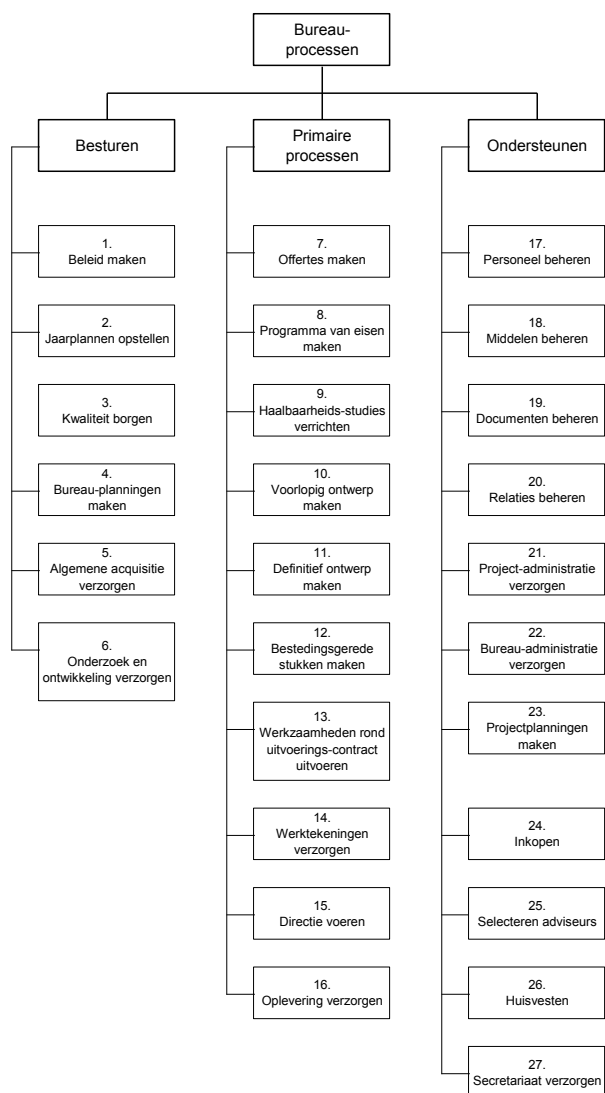 Bureau-
processen
Besturen
Primaire
processen
Ondersteunen
1.
Beleid maken
2.
Jaarplannen opstellen
3.
Kwaliteit borgen
4.
Bureau-planningen
maken
5.
Algemene acquisitie
verzorgen
6.
Onderzoek en
ontwikkeling verzorgen
7.
Offertes maken
8.
Programma van eisen
maken
9.
Haalbaarheids-studies
verrichten
10.
Voorlopig ontwerp
maken
11.
Definitief ontwerp
maken
12.
Bestedingsgerede
stukken maken
13.
Werkzaamheden rond
uitvoerings-contract
uitvoeren
14.
Werktekeningen
verzorgen
15.
Directie voeren
16.
Oplevering verzorgen
17.
Personeel beheren
18.
Middelen beheren
19.
Documenten beheren
20.
Relaties beheren
21.
Project-administratie
verzorgen
22.
Bureau-administratie
verzorgen
23.
Projectplanningen
maken
24.
Inkopen
25.
Selecteren adviseurs
26.
Huisvesten
27.
Secretariaat verzorgen